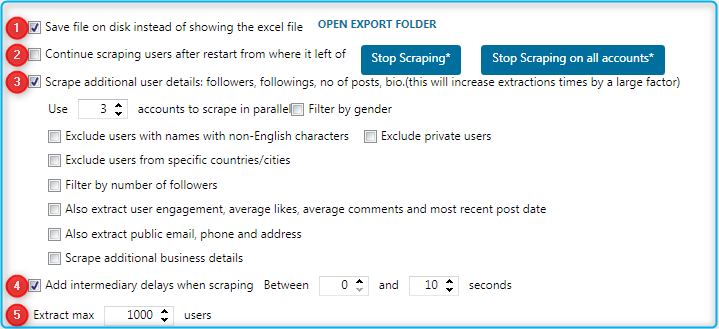 1 Save file on disk instead of showing the excel file OPEN EXPORT FOLDER
2 Continue scraping users after restart from where it left of Stop Scraping* Stop Scraping on all accounts*
3 Scrape additional user details: followers, followings, no of posts, bio.(this will increase extractions times by a large factor)
Use 3 accounts to scrape in parallel Filter by gender
Exclude users with names with non-English characters Exclude private users
Exclude users from specific countries/cities
Filter by number of followers
Also extract user engagement, average likes, average comments and most recent post date
Also extract public email, phone and address
Scrape additional business details
4 Add intermediary delays when scraping Between 0 and 10 seconds
5 Extract max 1000 users